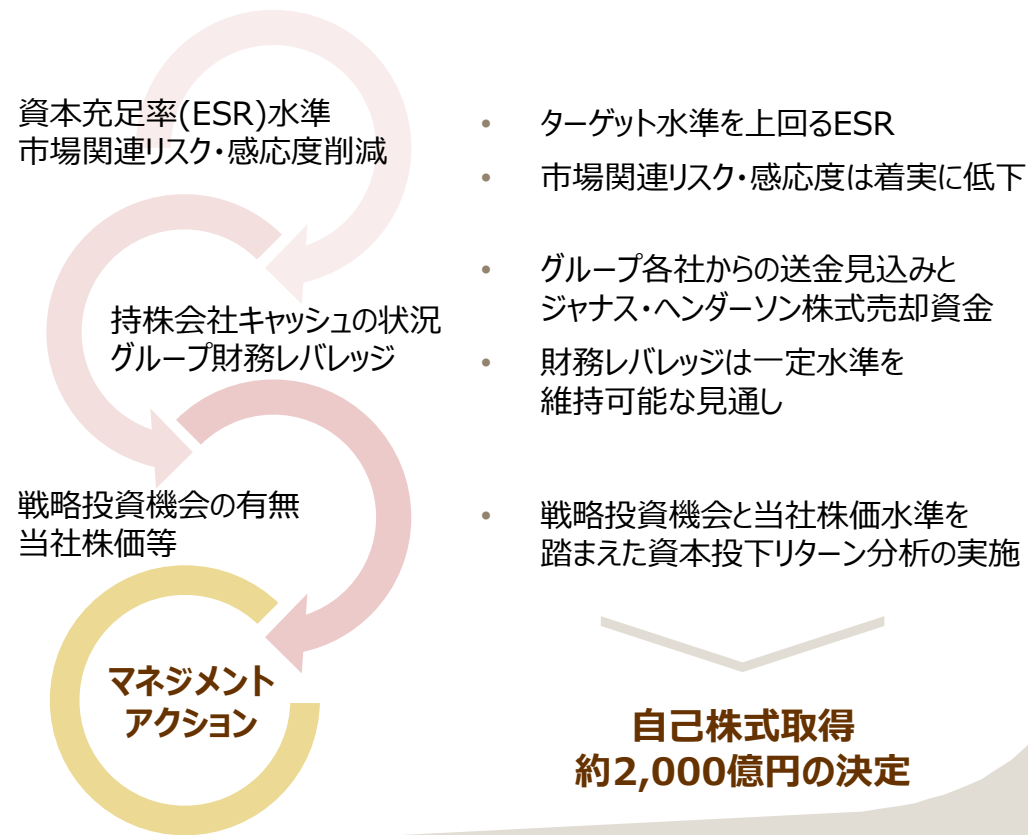 資本充足率(ESR)水準
市場関連リスク・感応度削減
• ターゲット水準を上回るESR
• 市場関連リスク・感応度は着実に低下
持株会社キャッシュの状況
グループ財務レバレッジ
• グループ各社からの送金見込みと
ジャナス・ヘンダーソン株式売却資金
• 財務レバレッジは一定水準を
維持可能な見通し
戦略投資機会の有無
当社株価等
• 戦略投資機会と当社株価水準を
踏まえた資本投下リターン分析の実施
マネジメント
アクション
自己株式取得
約2,000億円の決定